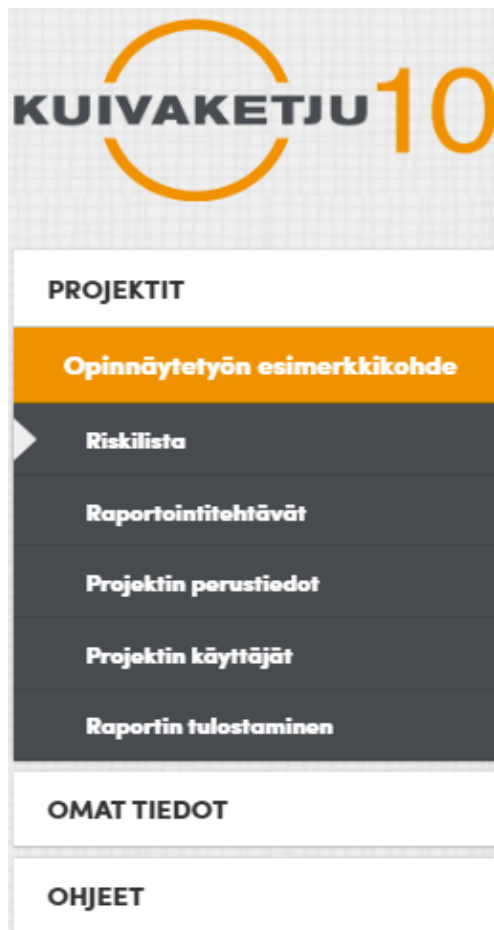 KUIVAKETJU10
PROJEKTIT
Opinnäytetyön esimerkkikohde
Riskilista
Raportointitehtävät
Projektin perustiedot
Projektin käyttäjät
Raportin tulostaminen
OMAT TIEDOT
OHJEET